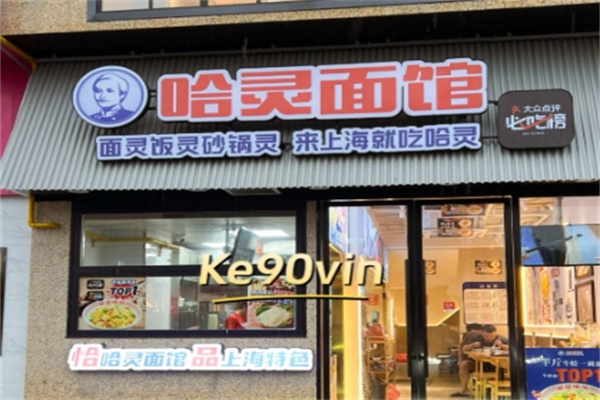 哈灵面馆
大众点评
必吃榜
面灵饭灵砂锅灵 来上海就吃哈灵
Ke90vin
TOP1
恰哈灵面馆 品上海特色
TOP1